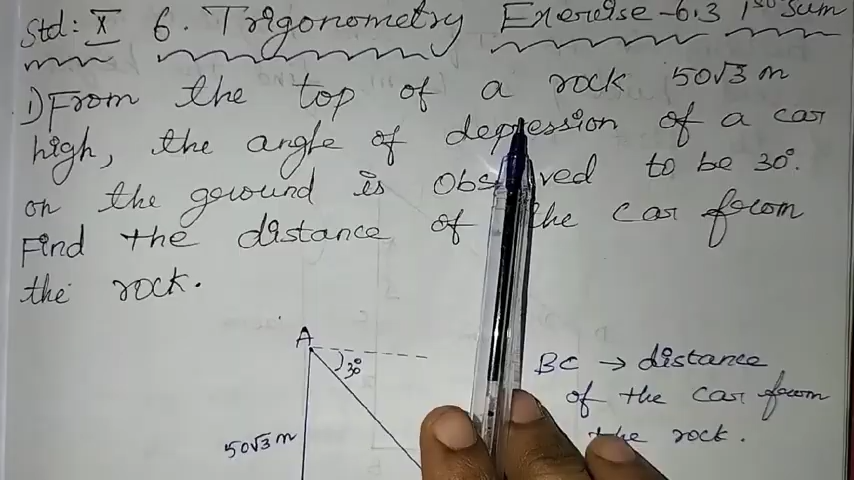 Std: X 6. Trigonometry Exercise-6.3 1st sum
1) From the top of a rock 50√3 m
high, the angle of depression of a car
on the ground is observed to be 30°.
Find the distance of the car from
the rock.
A
30°
50√3 m
BC → distance
of the car from
the rock.